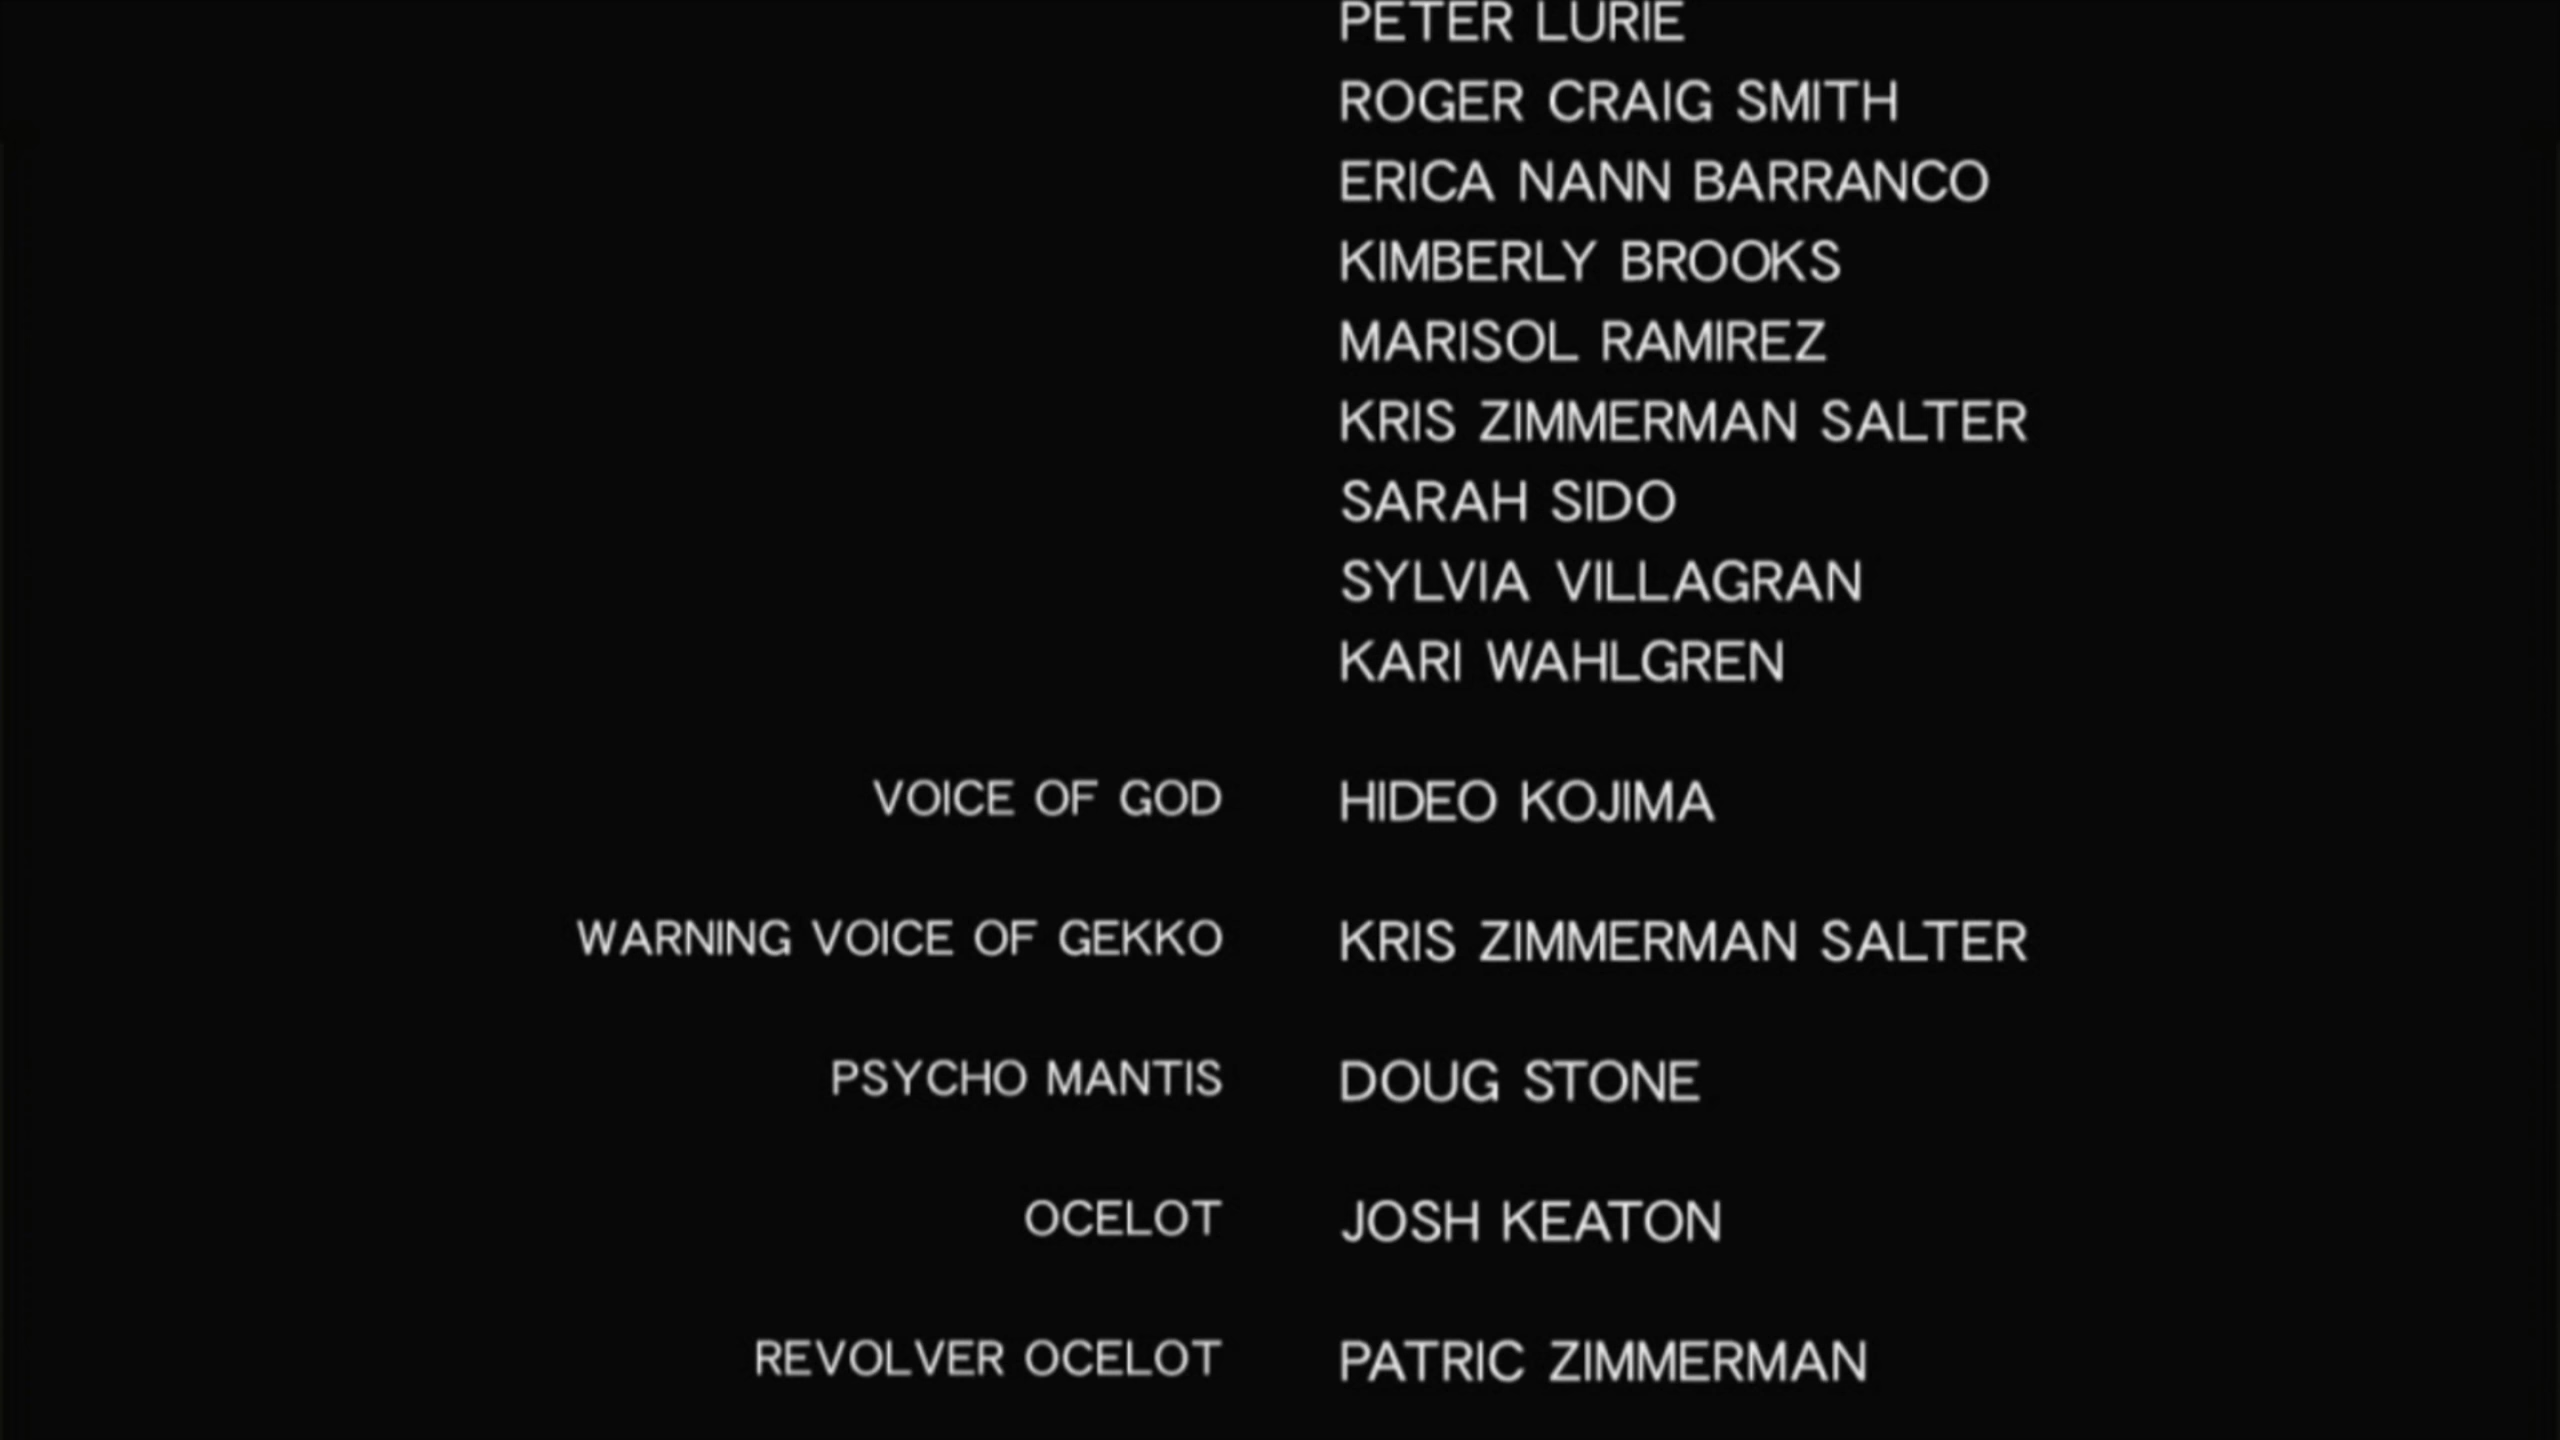 PETER LURIE
ROGER CRAIG SMITH
ERICA NANN BARRANCO
KIMBERLY BROOKS
MARISOL RAMIREZ
KRIS ZIMMERMAN SALTER
SARAH SIDO
SYLVIA VILLAGRAN
KARI WAHLGREN
VOICE OF GOD HIDEO KOJIMA
WARNING VOICE OF GEKKO KRIS ZIMMERMAN SALTER
PSYCHO MANTIS DOUG STONE
OCELOT JOSH KEATON
REVOLVER OCELOT PATRIC ZIMMERMAN